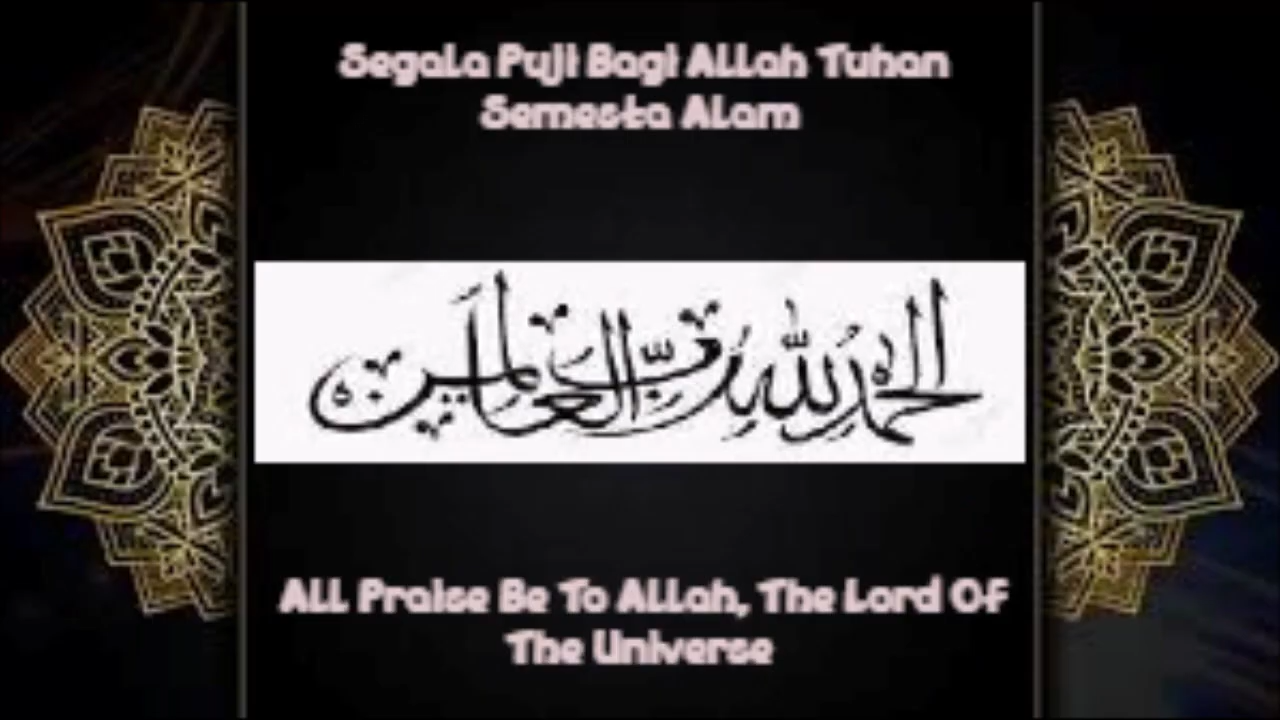 Segala Puji Bagi Allah Tuhan
Semesta Alam
الحمد لله رب العالمين
All Praise Be To Allah, The Lord Of
The Universe